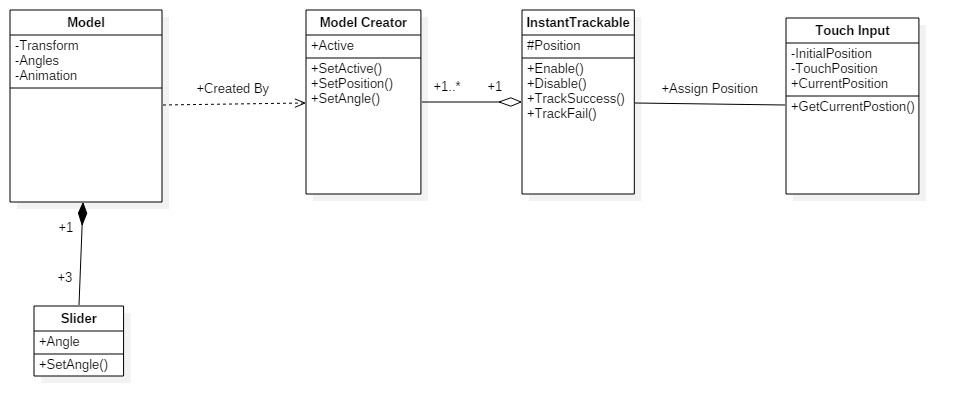 Model
-Transform
-Angles
-Animation
+Created By
Model Creator
+Active
+SetActive()
+SetPosition()
+SetAngle()
+1..*
+1
InstantTrackable
#Position
+Enable()
+Disable()
+TrackSuccess()
+TrackFail()
+Assign Position
Touch Input
-InitialPosition
-TouchPosition
+CurrentPosition
+GetCurrentPostion()
+1
+3
Slider
+Angle
+SetAngle()